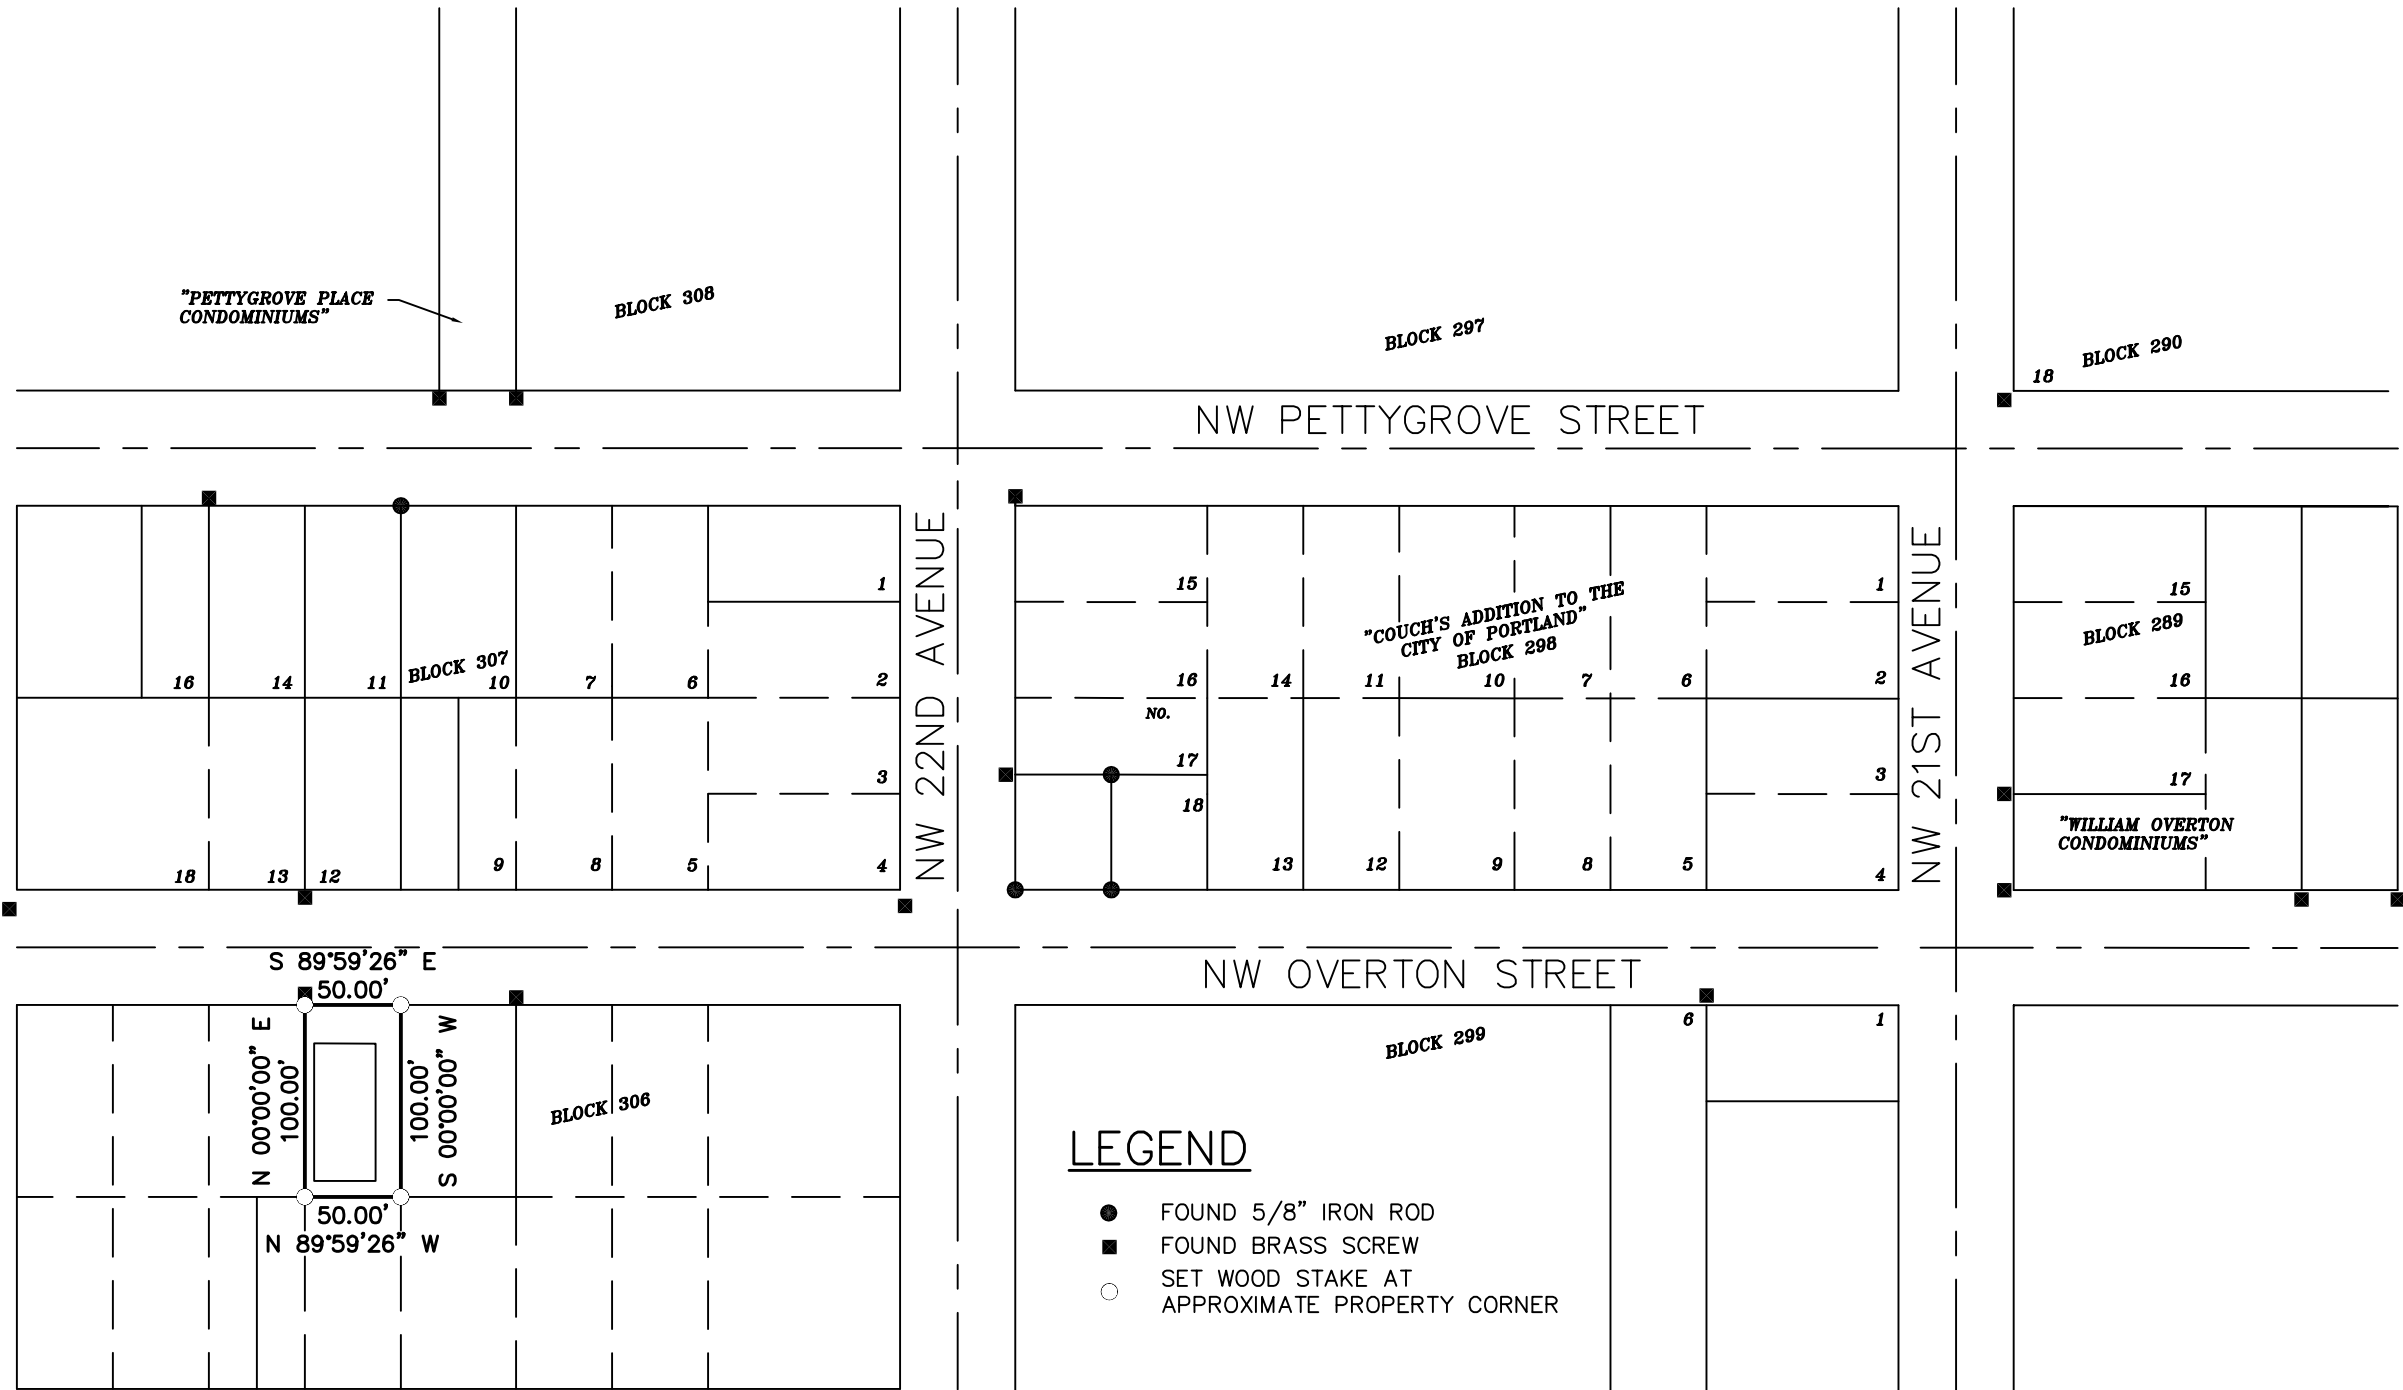 "PETTYGROVE PLACE
CONDOMINIUMS"
BLOCK 308
BLOCK 297
BLOCK 290
18
NW PETTYGROVE STREET
NW 22ND AVENUE
NW 21ST AVENUE
1
BLOCK 307
16
14
11
10
7
6
2
3
18
13
12
9
8
5
4
15
"COUCH'S ADDITION TO THE
CITY OF PORTLAND"
BLOCK 298
1
16
14
11
10
7
6
2
NO.
17
18
3
13
12
9
8
5
4
15
BLOCK 289
16
17
"WILLIAM OVERTON
CONDOMINIUMS"
NW OVERTON STREET
S 89°59'26" E
50.00'
N 00°00'00" E
100.00'
100.00'
S 00°00'00" W
50.00'
N 89°59'26" W
BLOCK 306
BLOCK 299
6
1
LEGEND
FOUND 5/8" IRON ROD
FOUND BRASS SCREW
SET WOOD STAKE AT
APPROXIMATE PROPERTY CORNER